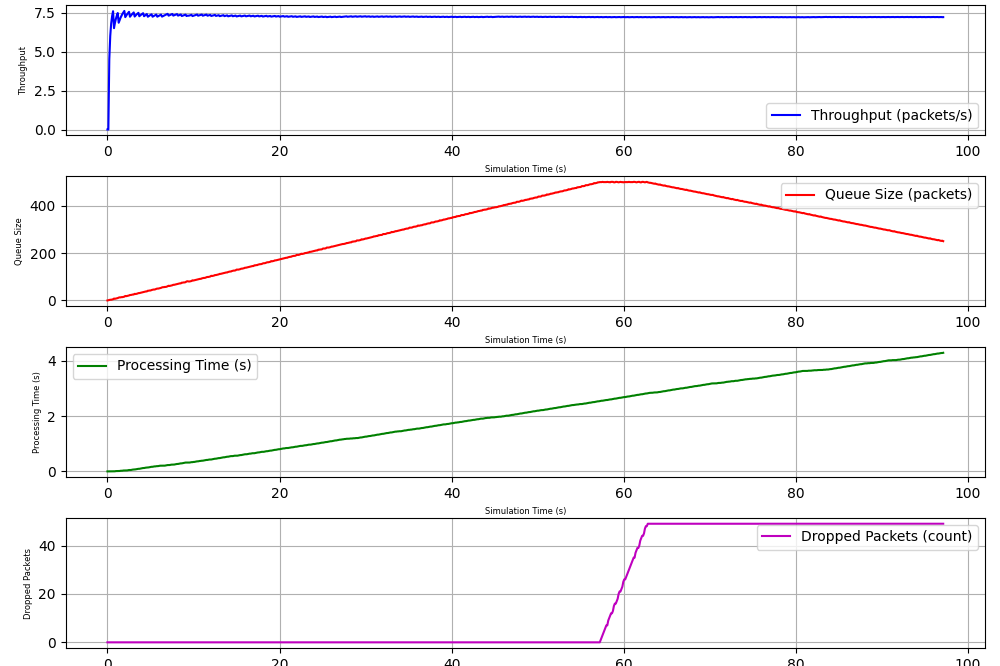 7.5
5.0
2.5
0.0
Throughput
Throughput (packets/s)
0 20 40 60 80 100
Simulation Time (s)
400
200
0
Queue Size
Queue Size (packets)
0 20 40 60 80 100
Simulation Time (s)
4
2
0
Processing Time (s)
Processing Time (s)
0 20 40 60 80 100
Simulation Time (s)
40
20
0
Dropped Packets
Dropped Packets (count)
0 20 40 60 80 100